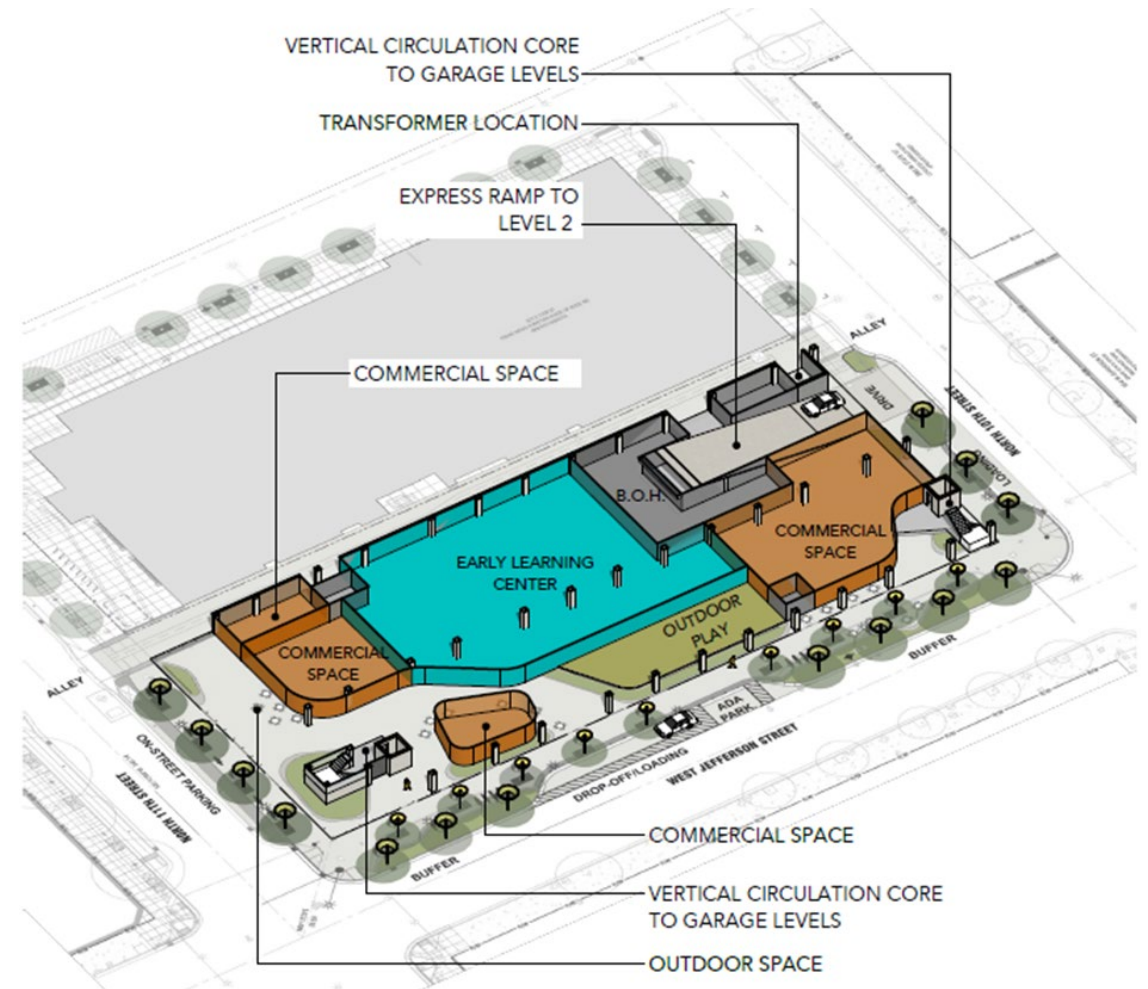 VERTICAL CIRCULATION CORE
TO GARAGE LEVELS
TRANSFORMER LOCATION
EXPRESS RAMP TO
LEVEL 2
ALLEY
COMMERCIAL SPACE
DRIVE
NORTH 10TH STREET
LOADING
B.O.H.
COMMERCIAL
SPACE
EARLY LEARNING
CENTER
OUTDOOR
PLAY
COMMERCIAL
SPACE
BUFFER
ALLEY
ADA
PARK
ON-STREET PARKING
WEST JEFFERSON STREET
DROP-OFF/LOADING
NORTH 11TH STREET
BUFFER
COMMERCIAL SPACE
VERTICAL CIRCULATION CORE
TO GARAGE LEVELS
OUTDOOR SPACE